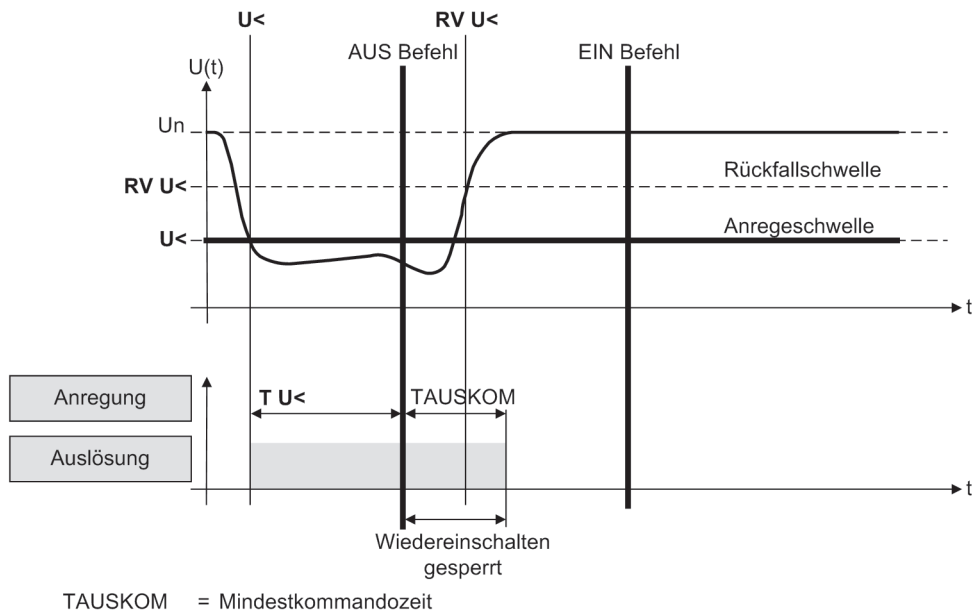 U<
RV U<
AUS Befehl
EIN Befehl
U(t)
Un
RV U<
Rückfallschwelle
U<
Anregeschwelle
t
Anregung
T U<
TAUSKOM
Auslösung
t
Wiedereinschalten
gesperrt
TAUSKOM = Mindestkommandozeit